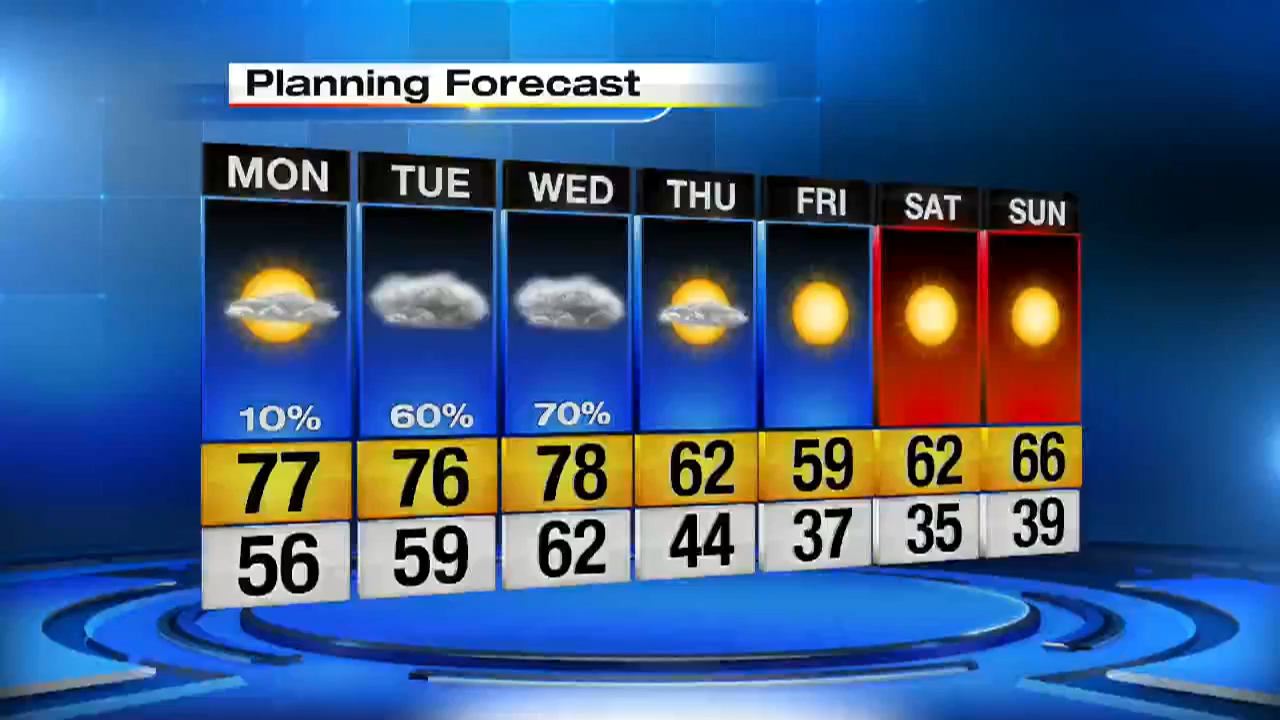 Planning Forecast
MON TUE WED THU FRI SAT SUN
10% 60% 70%
77 76 78 62 59 62 66
56 59 62 44 37 35 39